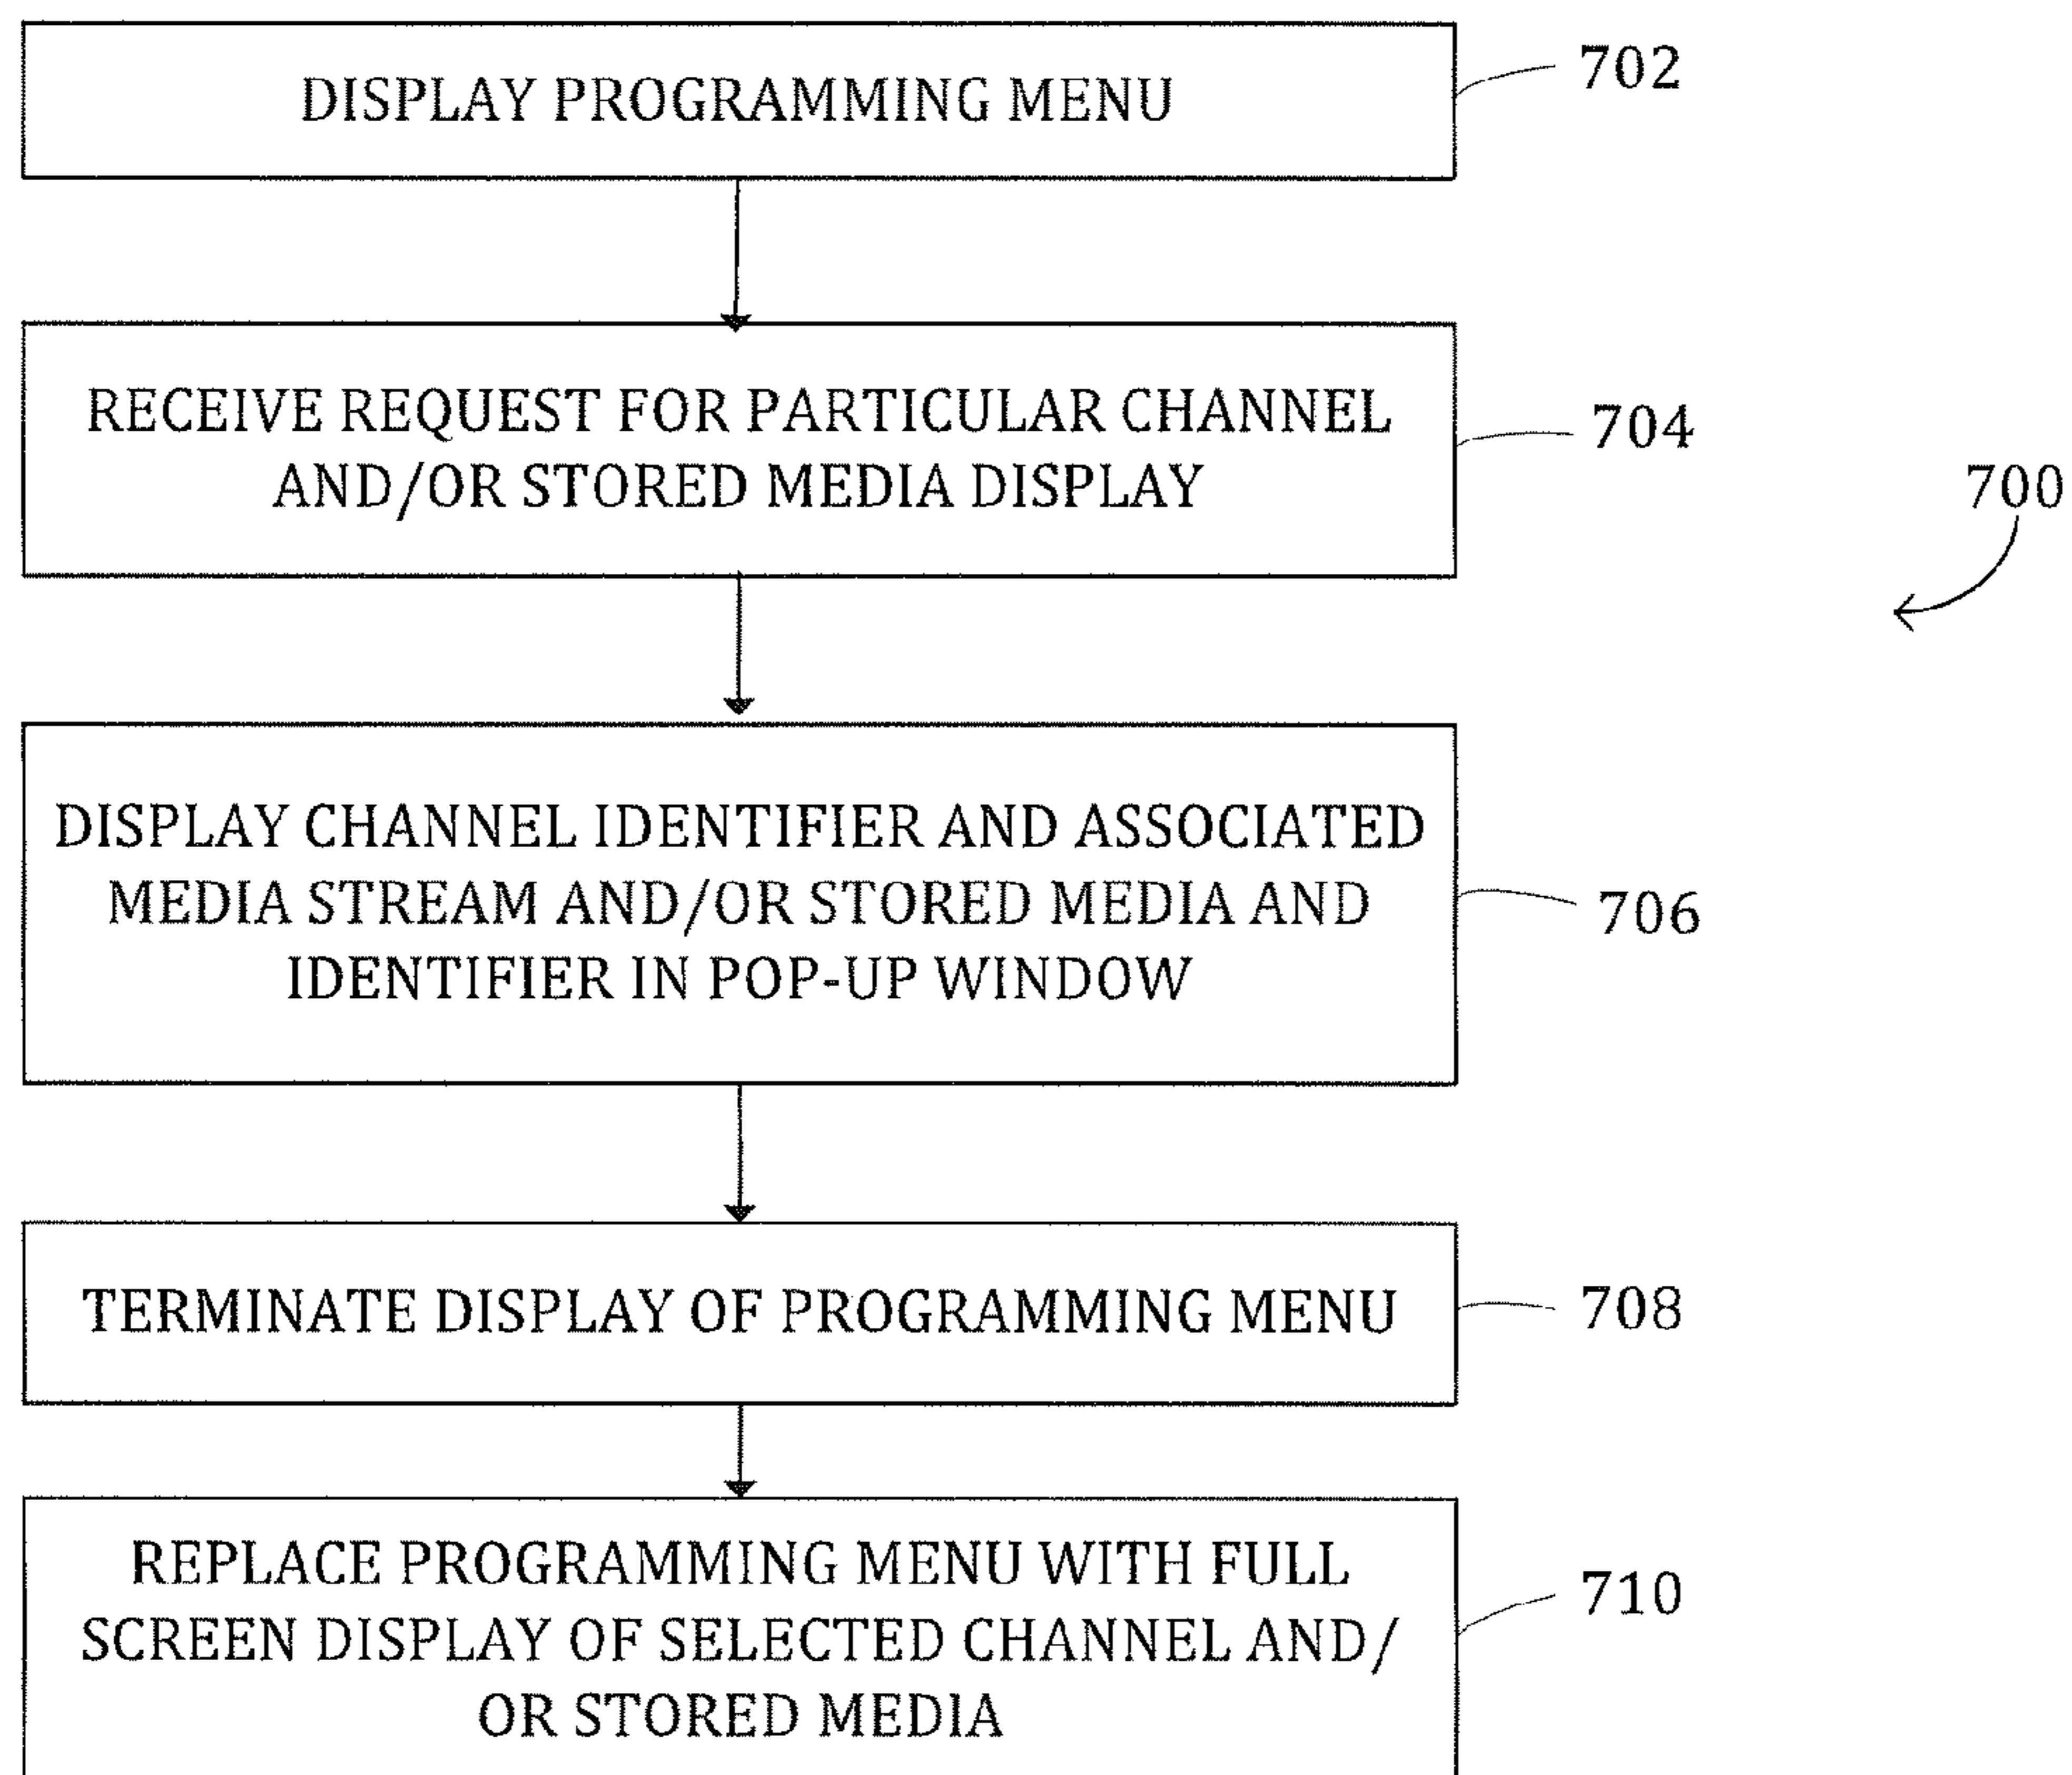 DISPLAY PROGRAMMING MENU
702
RECEIVE REQUEST FOR PARTICULAR CHANNEL
AND/OR STORED MEDIA DISPLAY
704
700
DISPLAY CHANNEL IDENTIFIER AND ASSOCIATED
MEDIA STREAM AND/OR STORED MEDIA AND
IDENTIFIER IN POP-UP WINDOW
706
TERMINATE DISPLAY OF PROGRAMMING MENU
708
REPLACE PROGRAMMING MENU WITH FULL
SCREEN DISPLAY OF SELECTED CHANNEL AND/
OR STORED MEDIA
710